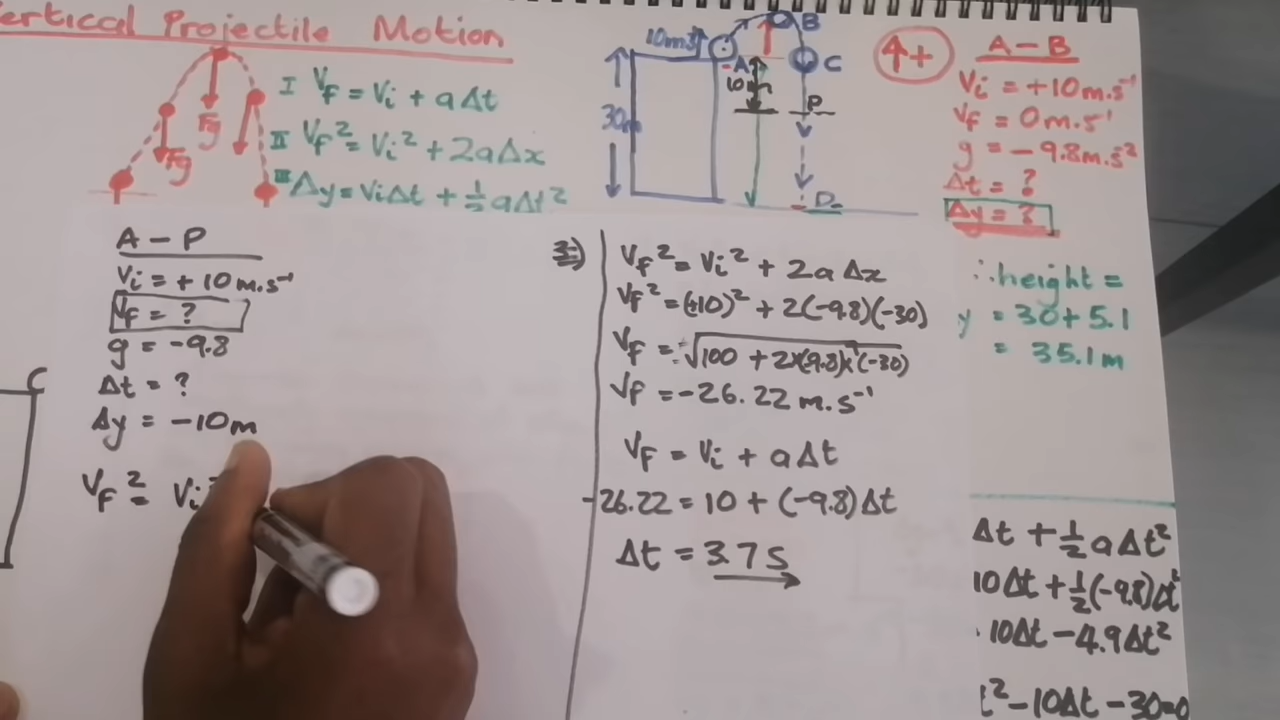 ertical Projectile Motion
I Vf = Vi + aΔt
II Vf² = Vi² + 2aΔx
III Δy = ViΔt + ½aΔt²
Fg
Fg
10m
30m
10m
A
B
C
P
D
↑+
A – B
Vi = +10m.s⁻¹
Vf = 0m.s⁻¹
g = -9.8m.s²
Δt = ?
Δy = ?
∴ height =
y = 30 + 5.1
= 35.1m
A – P
Vi = +10m.s⁻¹
Vf = ?
g = -9.8
Δt = ?
Δy = -10m
Vf² = Vi²
C
3:)
Vf² = Vi² + 2aΔx
Vf² = (+10)² + 2(-9.8)(-30)
Vf = -√100 + 2x(-9.8)x(-30)
Vf = -26.22 m.s⁻¹
Vf = Vi + aΔt
-26.22 = 10 + (-9.8)Δt
Δt = 3.7s
Δt + ½aΔt²
10Δt + ½(-9.8)Δt²
10Δt - 4.9Δt²
t² - 10Δt - 30 = 0